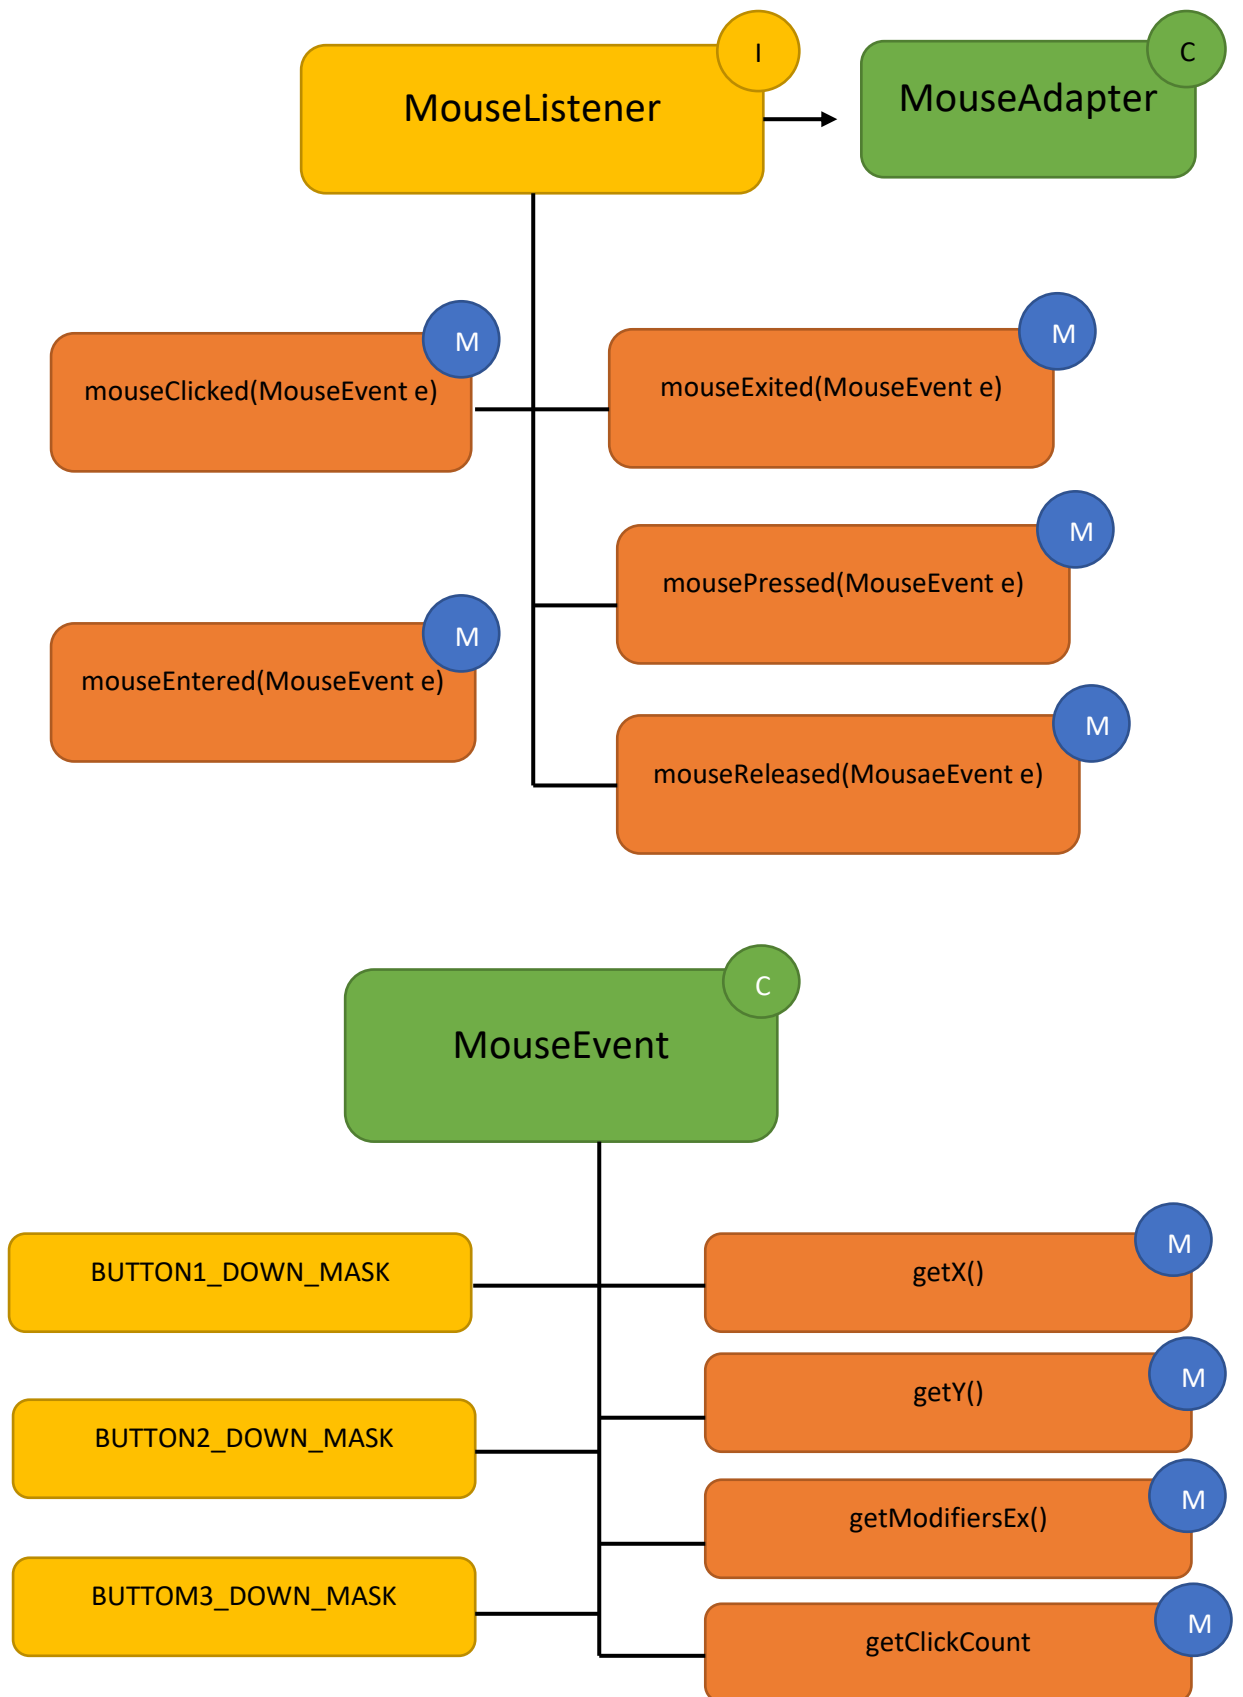 I
MouseListener
C
MouseAdapter
M
mouseClicked(MouseEvent e)
M
mouseExited(MouseEvent e)
M
mousePressed(MouseEvent e)
M
mouseEntered(MouseEvent e)
M
mouseReleased(MousaeEvent e)
C
MouseEvent
BUTTON1_DOWN_MASK
M
getX()
M
getY()
BUTTON2_DOWN_MASK
M
getModifiersEx()
BUTTOM3_DOWN_MASK
M
getClickCount